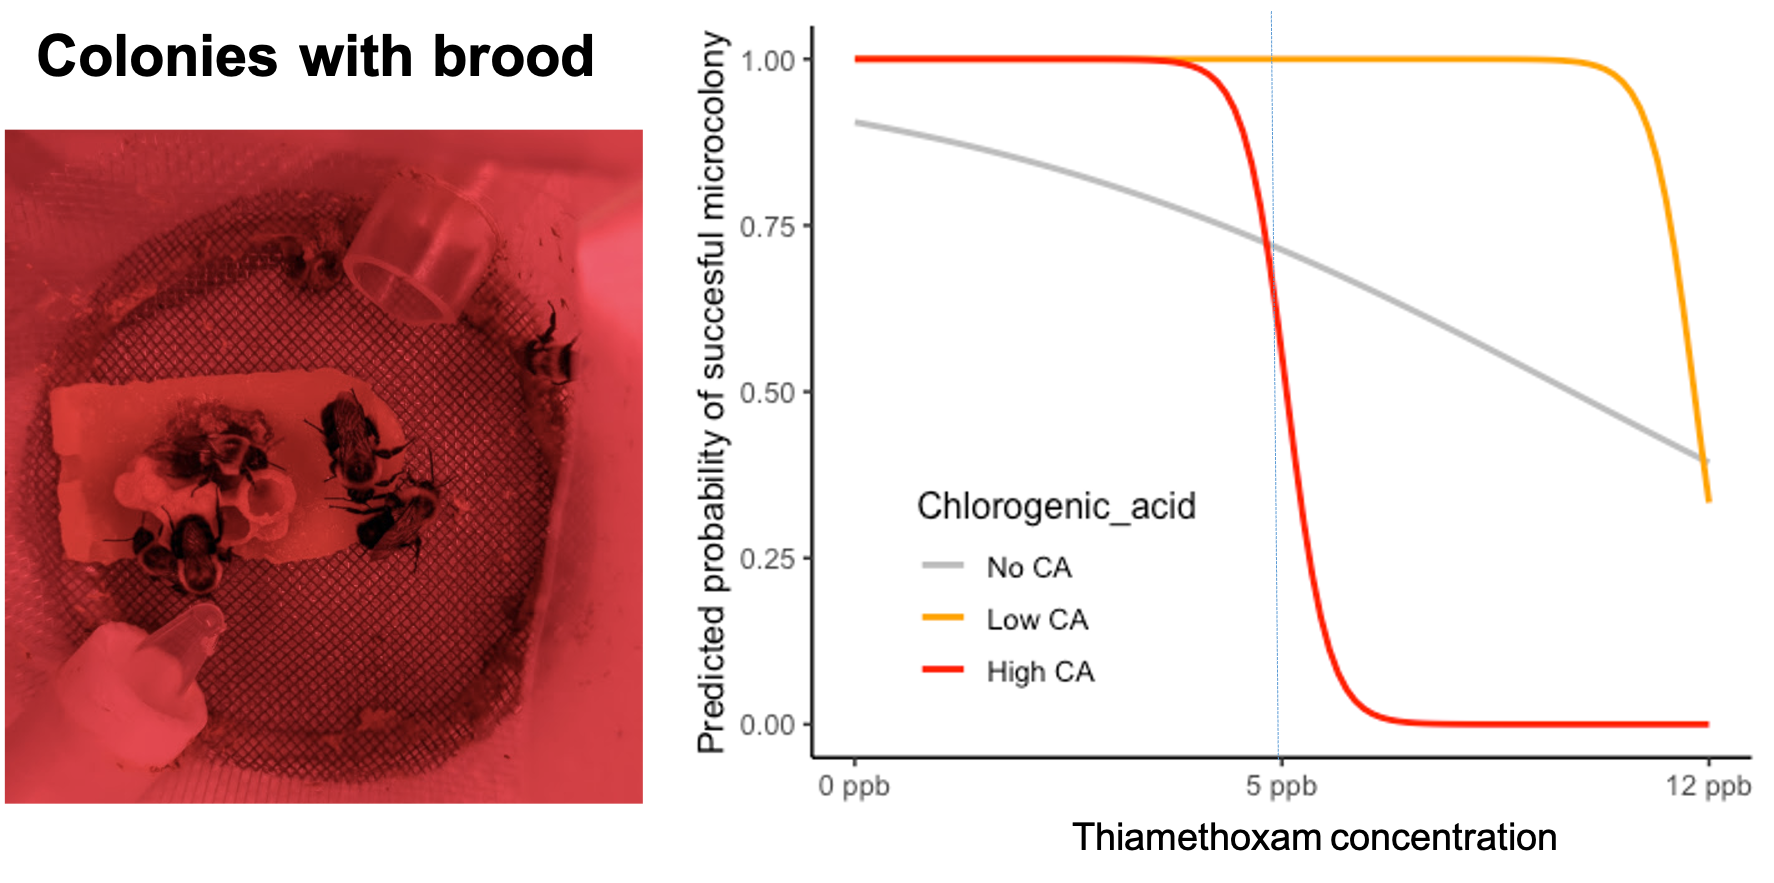 Colonies with brood
Predicted probability of succesful microcolony
1.00
0.75
0.50
0.25
0.00
Chlorogenic_acid
No CA
Low CA
High CA
0 ppb
5 ppb
12 ppb
Thiamethoxam concentration